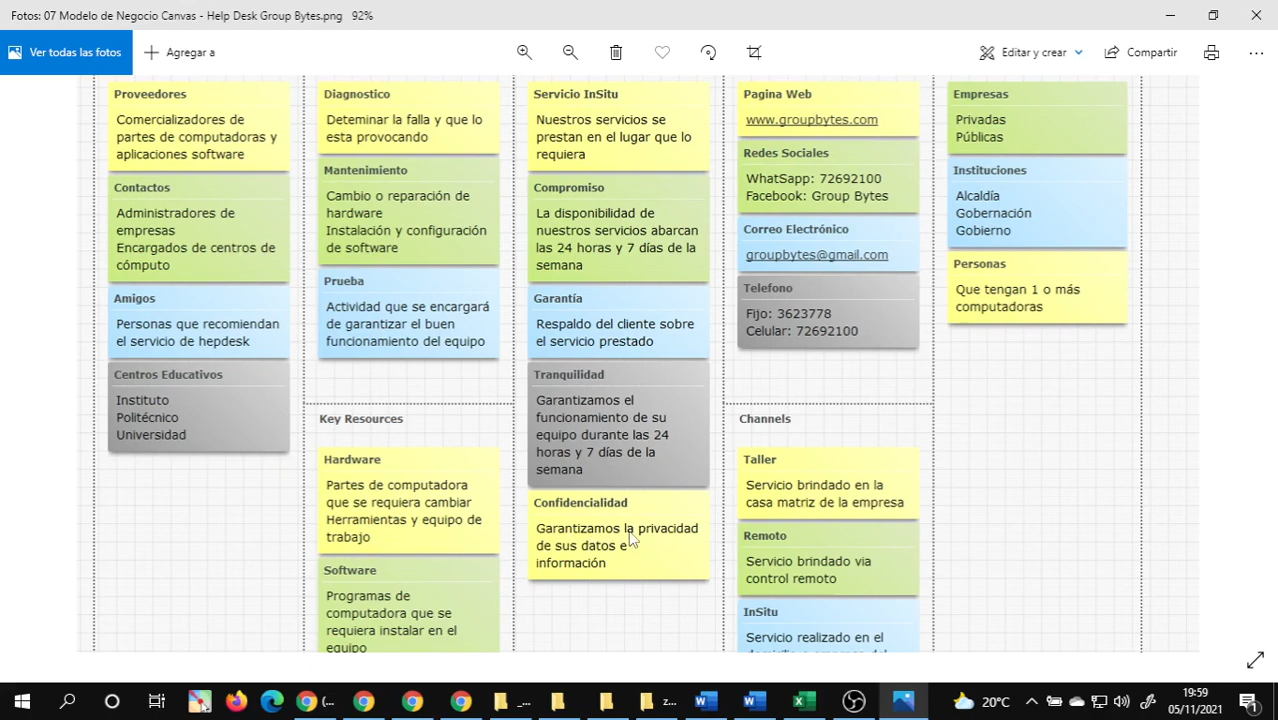 Fotos: 07 Modelo de Negocio Canvas - Help Desk Group Bytes.png  92%
Ver todas las fotos
Agregar a
Editar y crear
Compartir
Proveedores
Comercializadores de
partes de computadoras y
aplicaciones software
Contactos
Administradores de
empresas
Encargados de centros de
cómputo
Amigos
Personas que recomiendan
el servicio de hepdesk
Centros Educativos
Instituto
Politécnico
Universidad
Diagnostico
Deteminar la falla y que lo
esta provocando
Mantenimiento
Cambio o reparación de
hardware
Instalación y configuración
de software
Prueba
Actividad que se encargará
de garantizar el buen
funcionamiento del equipo
Key Resources
Hardware
Partes de computadora
que se requiera cambiar
Herramientas y equipo de
trabajo
Software
Programas de
computadora que se
requiera instalar en el
equipo
Servicio InSitu
Nuestros servicios se
prestan en el lugar que lo
requiera
Compromiso
La disponibilidad de
nuestros servicios abarcan
las 24 horas y 7 días de la
semana
Garantía
Respaldo del cliente sobre
el servicio prestado
Tranquilidad
Garantizamos el
funcionamiento de su
equipo durante las 24
horas y 7 días de la
semana
Confidencialidad
Garantizamos la privacidad
de sus datos e
información
Pagina Web
www.groupbytes.com
Redes Sociales
WhatSapp: 72692100
Facebook: Group Bytes
Correo Electrónico
groupbytes@gmail.com
Telefono
Fijo: 3623778
Celular: 72692100
Channels
Taller
Servicio brindado en la
casa matriz de la empresa
Remoto
Servicio brindado via
control remoto
InSitu
Servicio realizado en el
Empresas
Privadas
Públicas
Instituciones
Alcaldía
Gobernación
Gobierno
Personas
Que tengan 1 o más
computadoras
(...
_...
z...
20°C
19:59
05/11/2021
1